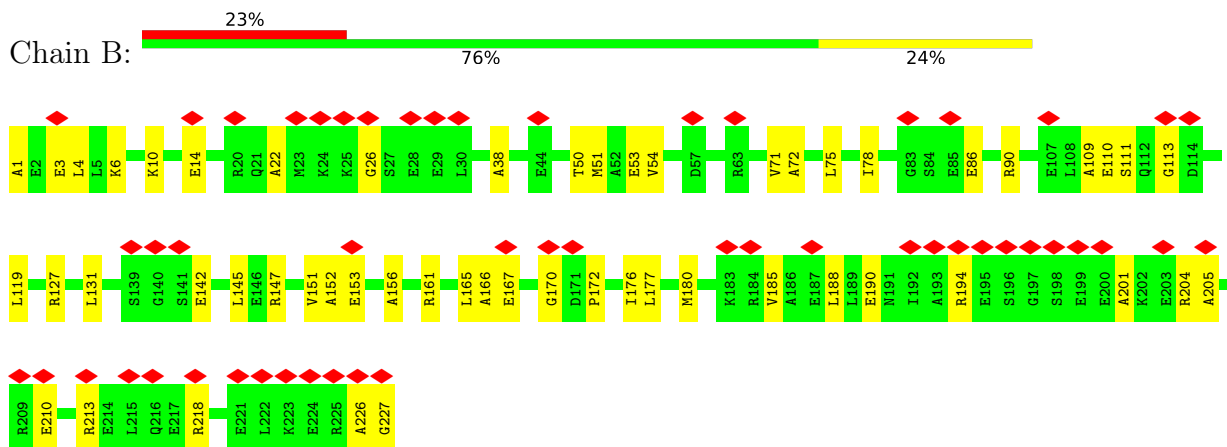 23%
Chain B:
76% 24%
A1 E2 E3 L4 L5 K6 K10 E14 R20 Q21 A22 M23 K24 K25 G26 S27 E28 E29 L30 A38 E44 T50 M51 A52 E53 V54 D57 R63 V71 A72 L75 I78 G83 S84 E85 E86 R90 E107 L108 A109 E110 S111 Q112 G113 D114
L119 R127 L131 S139 G140 S141 E142 L145 E146 R147 V151 A152 E153 A156 R161 L165 A166 E167 G170 D171 P172 I176 L177 M180 K183 R184 V185 A186 E187 L188 L189 E190 N191 I192 A193 R194 E195 S196 G197 S198 E199 E200 A201 K202 E203 R204 A205
R209 E210 R213 E214 L215 Q216 E217 R218 E221 L222 K223 E224 R225 A226 G227